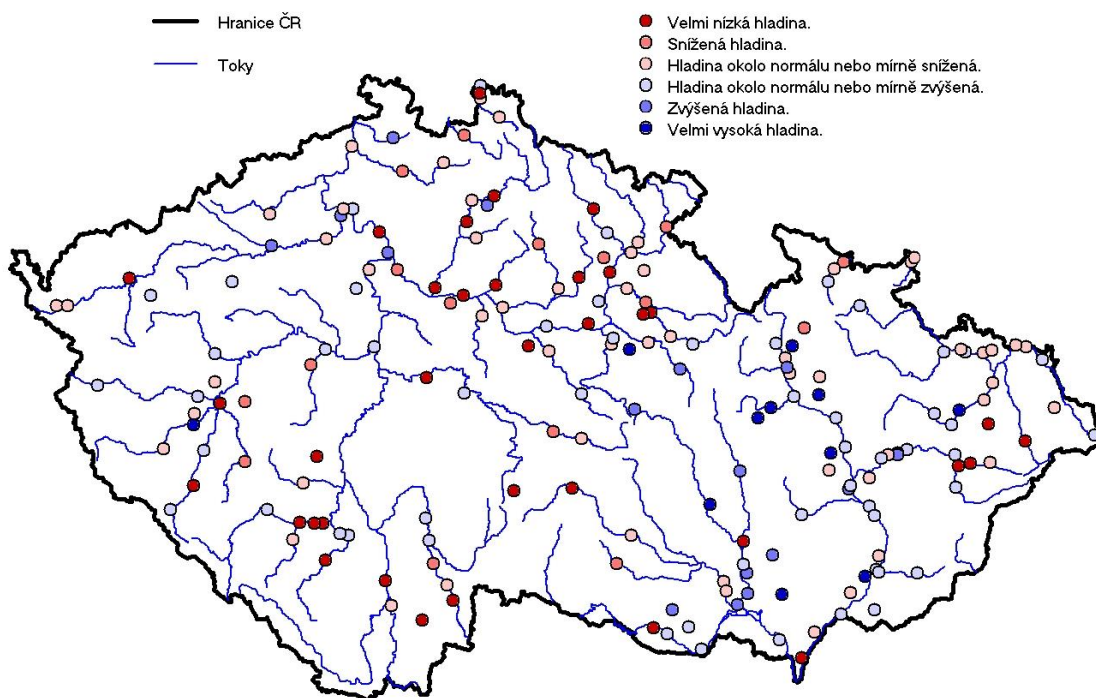 Hranice ČR
Toky
Velmi nízká hladina.
Snížená hladina.
Hladina okolo normálu nebo mírně snížená.
Hladina okolo normálu nebo mírně zvýšená.
Zvýšená hladina.
Velmi vysoká hladina.